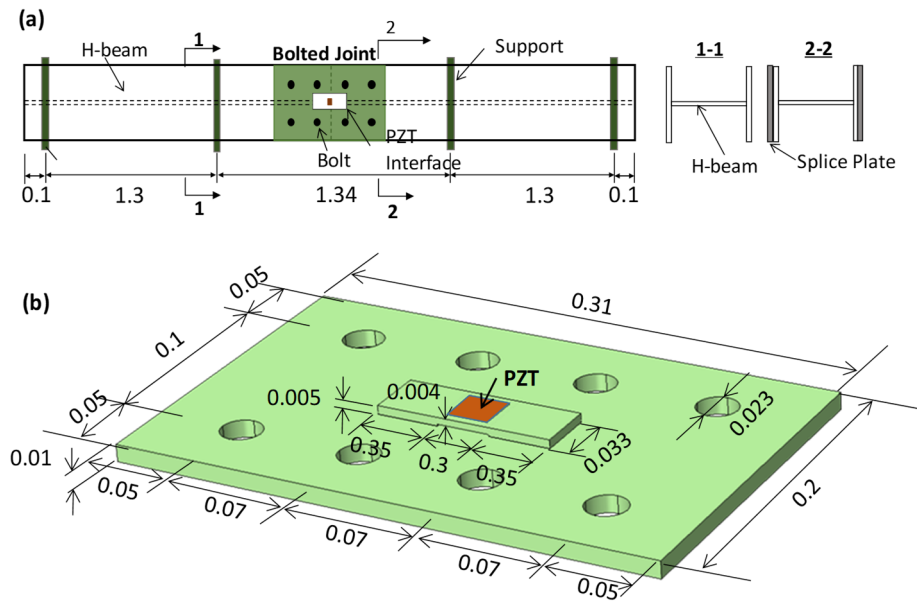 (a)
H-beam
1
Bolted Joint
2
Support
1-1
2-2
PZT
Interface
Bolt
H-beam
Splice Plate
0.1
1.3
1
1.34
2
1.3
0.1
(b)
0.05
0.31
0.1
PZT
0.05
0.005
0.004
0.023
0.35
0.3
0.35
0.033
0.01
0.2
0.05
0.07
0.07
0.07
0.05